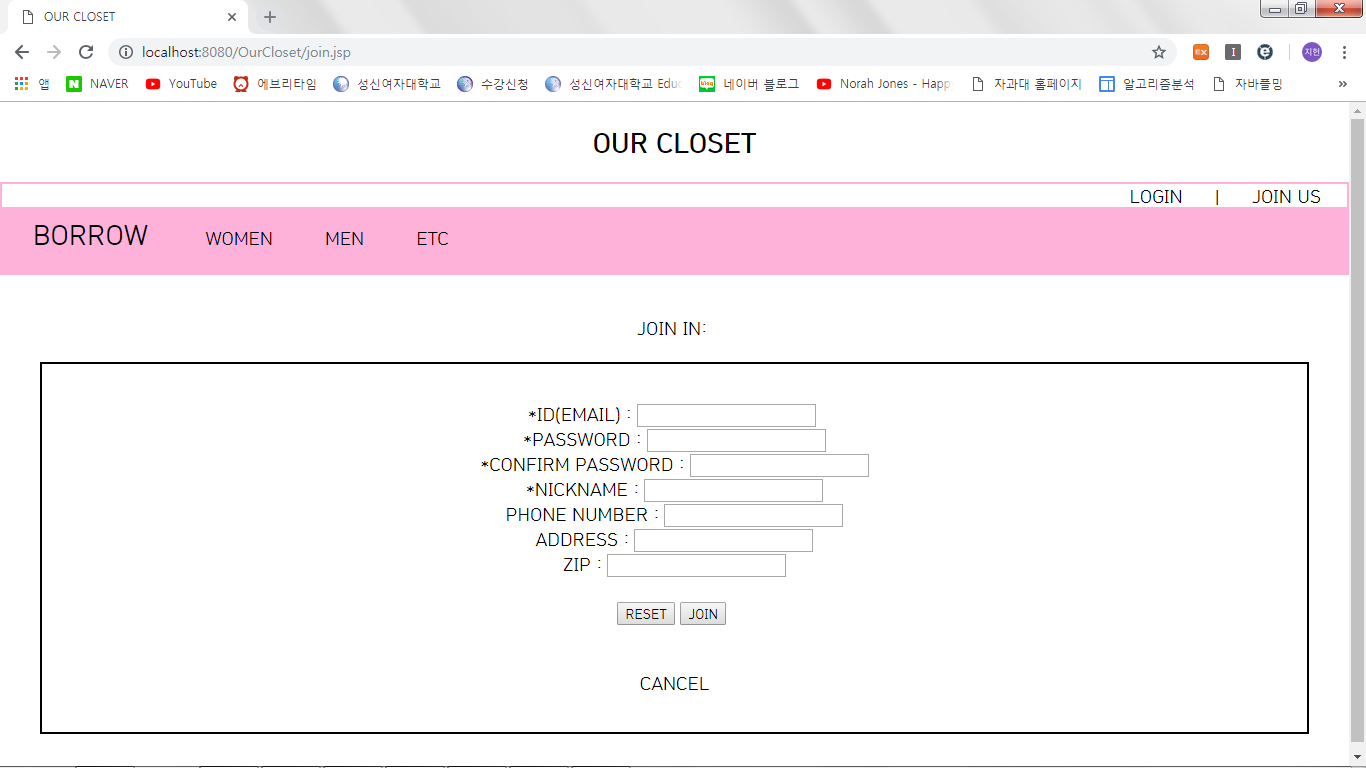 OUR CLOSET
localhost:8080/OurCloset/join.jsp
지헌
앱 NAVER YouTube 에브리타임 성신여자대학교 수강신청 성신여자대학교 Educ 네이버 블로그 Norah Jones - Happ 자과대 홈페이지 알고리즘분석 자바플밍 »
OUR CLOSET
LOGIN | JOIN US
BORROW WOMEN MEN ETC
JOIN IN:
*ID(EMAIL) :
*PASSWORD :
*CONFIRM PASSWORD :
*NICKNAME :
PHONE NUMBER :
ADDRESS :
ZIP :
RESET JOIN
CANCEL